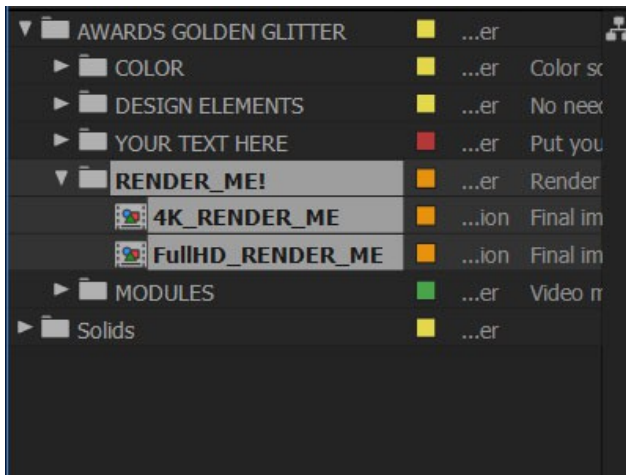 AWARDS GOLDEN GLITTER ...er
COLOR ...er Color sc
DESIGN ELEMENTS ...er No need
YOUR TEXT HERE ...er Put you
RENDER_ME! ...er Render
4K_RENDER_ME ...ion Final im
FullHD_RENDER_ME ...ion Final im
MODULES ...er Video m
Solids ...er